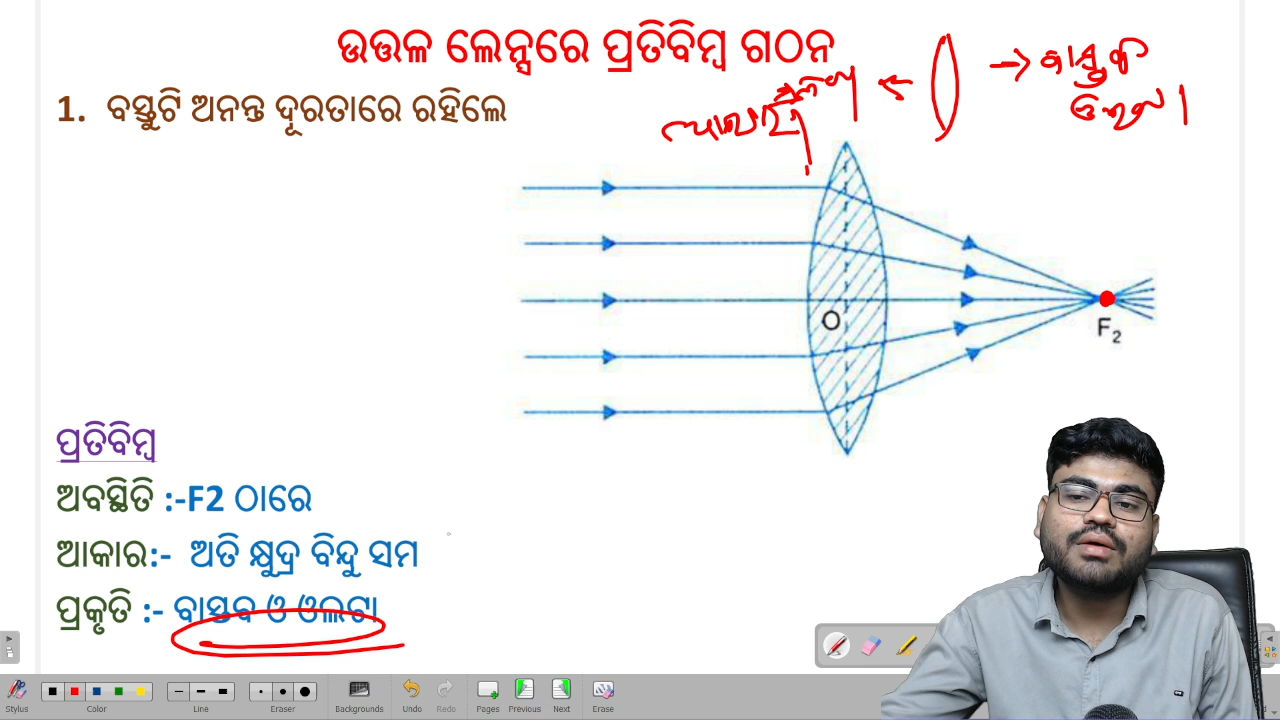 ଉତ୍ତଳ ଲେନ୍ସରେ ପ୍ରତିବିମ୍ବ ଗଠନ
1. ବସ୍ତୁଟି ଅନନ୍ତ ଦୂରତାରେ ରହିଲେ
O
F2
ପ୍ରତିବିମ୍ବ
ଅବସ୍ଥିତି :-F2 ଠାରେ
ଆକାର:- ଅତି କ୍ଷୁଦ୍ର ବିନ୍ଦୁ ସମ
ପ୍ରକୃତି :- ବାସ୍ତବ ଓ ଓଲଟା
Stylus Color Line Eraser Backgrounds Undo Redo Pages Previous Next Erase